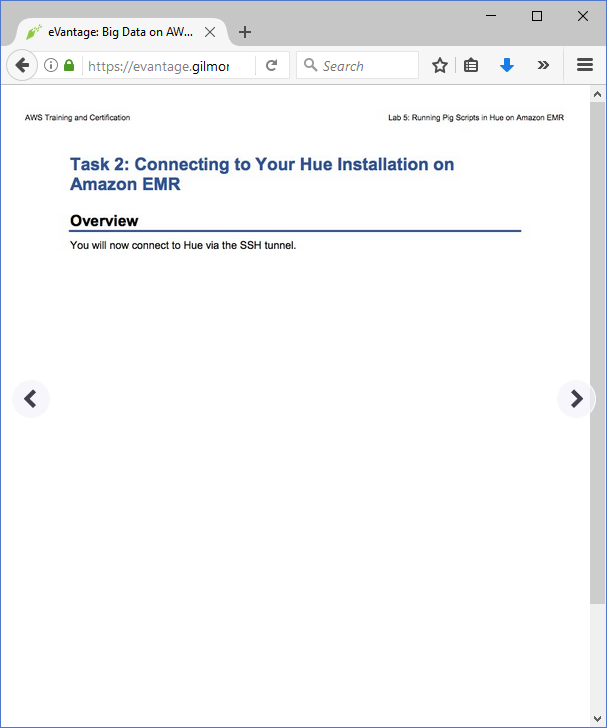 eVantage: Big Data on AW...
https://evantage.gilmor
Search
AWS Training and Certification
Lab 5: Running Pig Scripts in Hue on Amazon EMR
Task 2: Connecting to Your Hue Installation on
Amazon EMR
Overview
You will now connect to Hue via the SSH tunnel.